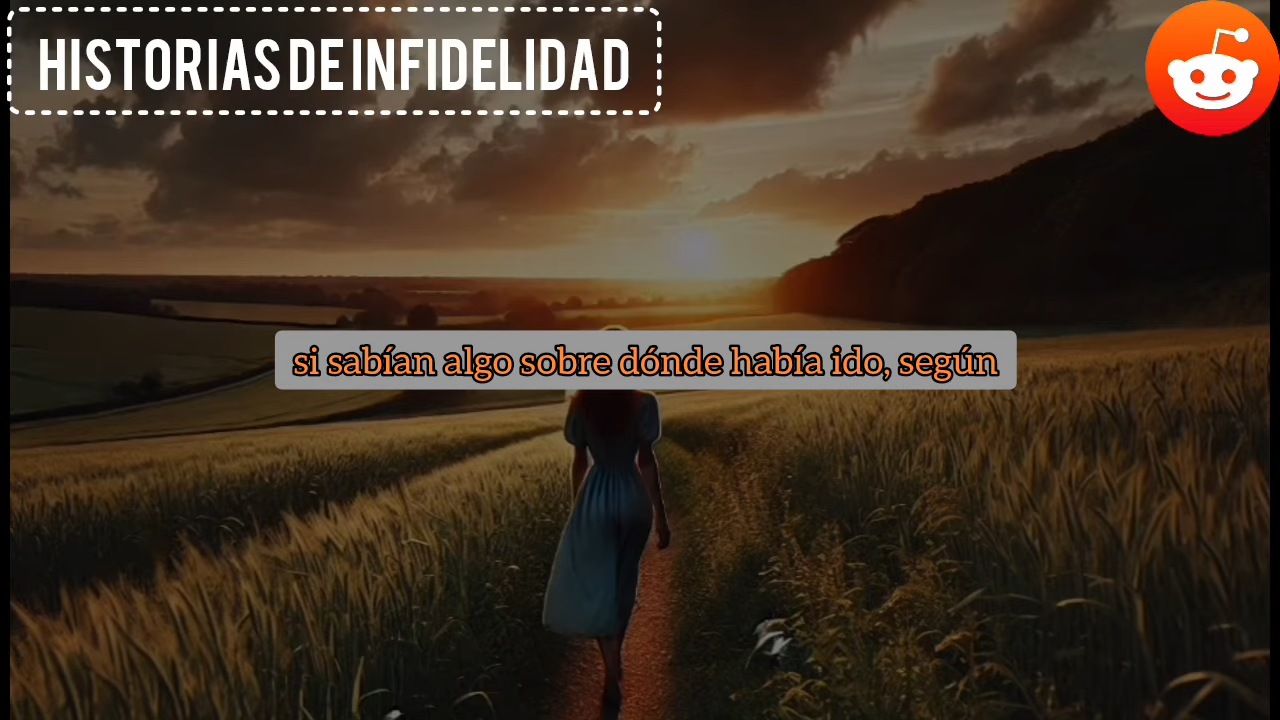 HISTORIAS DE INFIDELIDAD
si sabían algo sobre dónde había ido, según